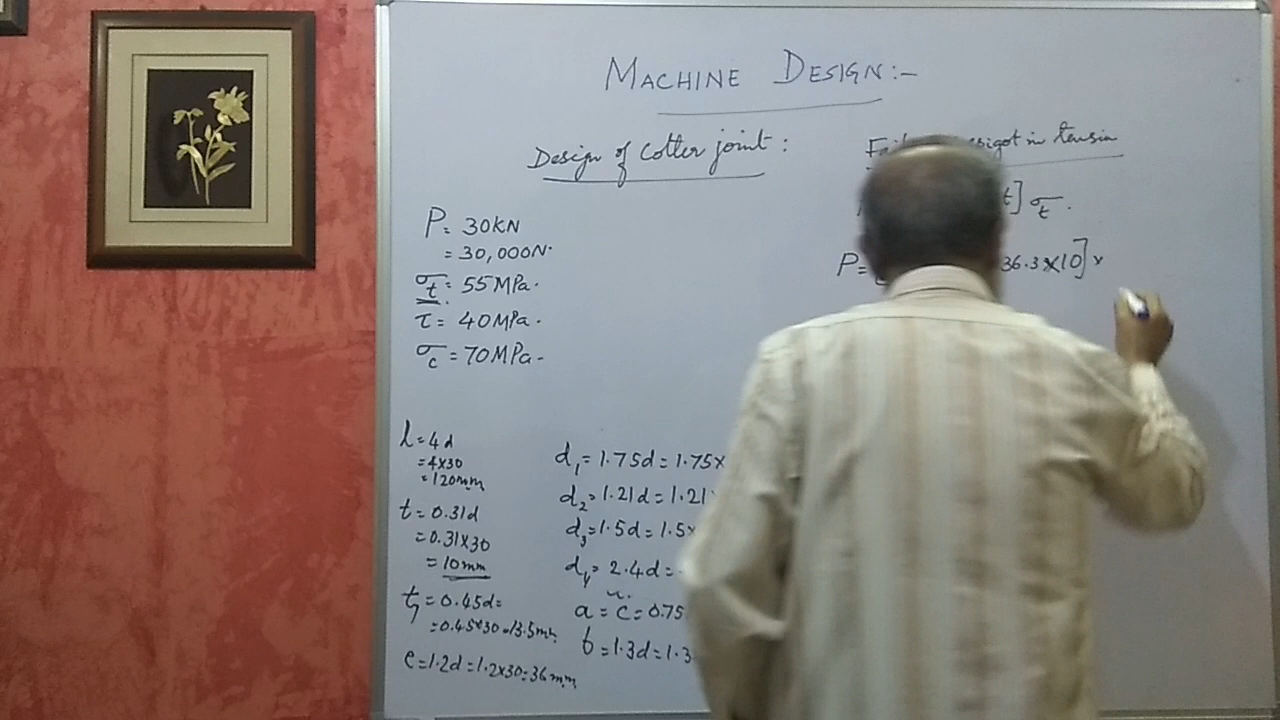 MACHINE DESIGN:-
Design of Cotter joint:
P = 30KN
= 30,000N.
σt = 55MPa.
τ = 40MPa.
σc = 70MPa.
l = 4d
= 4x30
= 120mm
t = 0.31d
= 0.31x30
= 10mm
t1 = 0.45d =
= 0.45x30 = 13.5mm
e = 1.2d = 1.2x30 = 36mm
d1 = 1.75d = 1.75x
d2 = 1.21d = 1.21
d3 = 1.5d = 1.5x
d4 = 2.4d =
a = c = 0.75
b = 1.3d = 1.3
spigot in tension
t] σt.
P = [ 36.3x10] x